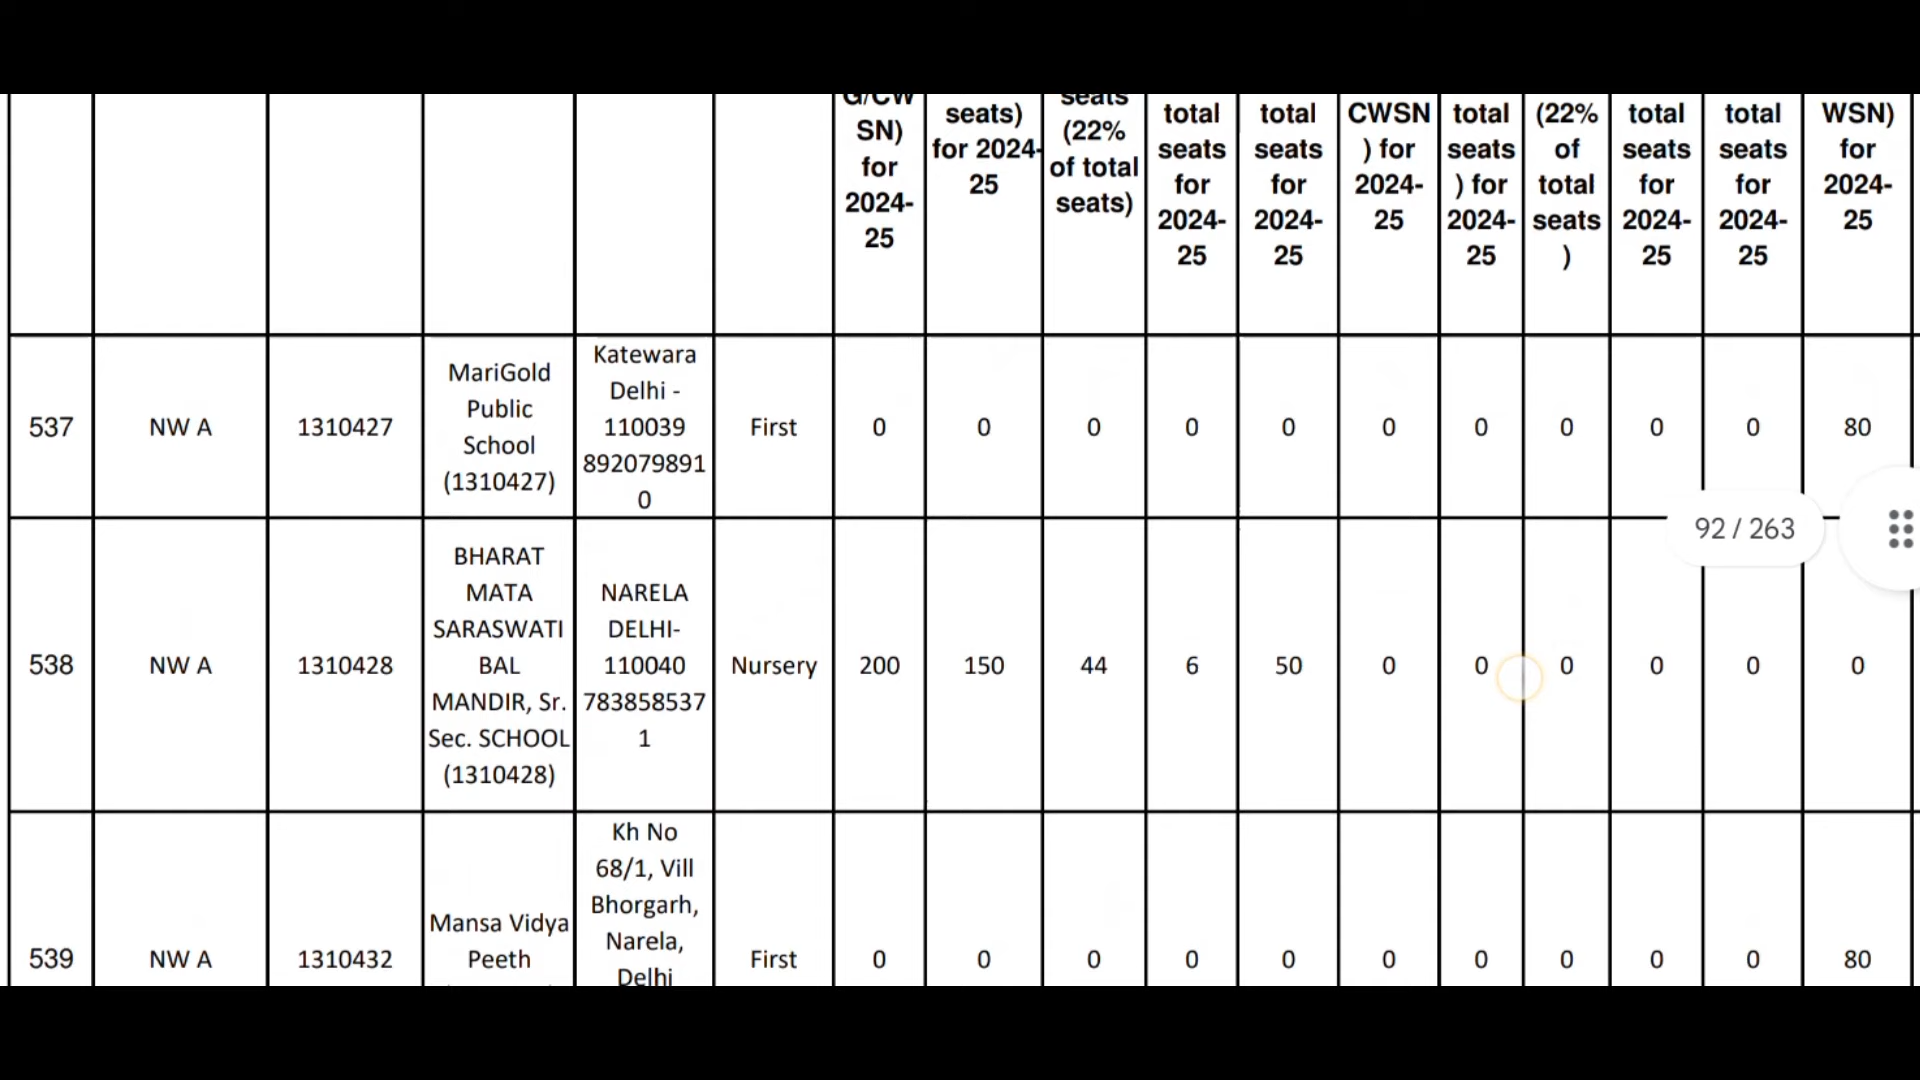 G/CW
SN)
for
2024-
25
seats)
for 2024-
25
seats
(22%
of total
seats)
total
seats
for
2024-
25
total
seats
for
2024-
25
CWSN
) for
2024-
25
total
seats
) for
2024-
25
(22%
of
total
seats
)
total
seats
for
2024-
25
total
seats
for
2024-
25
WSN)
for
2024-
25
537
NW A
1310427
MariGold
Public
School
(1310427)
Katewara
Delhi -
110039
892079891
0
First
0
0
0
0
0
0
0
0
0
0
80
92 / 263
538
NW A
1310428
BHARAT
MATA
SARASWATI
BAL
MANDIR, Sr.
Sec. SCHOOL
(1310428)
NARELA
DELHI-
110040
783858537
1
Nursery
200
150
44
6
50
0
0
0
0
0
0
539
NW A
1310432
Mansa Vidya
Peeth
Kh No
68/1, Vill
Bhorgarh,
Narela,
Delhi
First
0
0
0
0
0
0
0
0
0
0
80